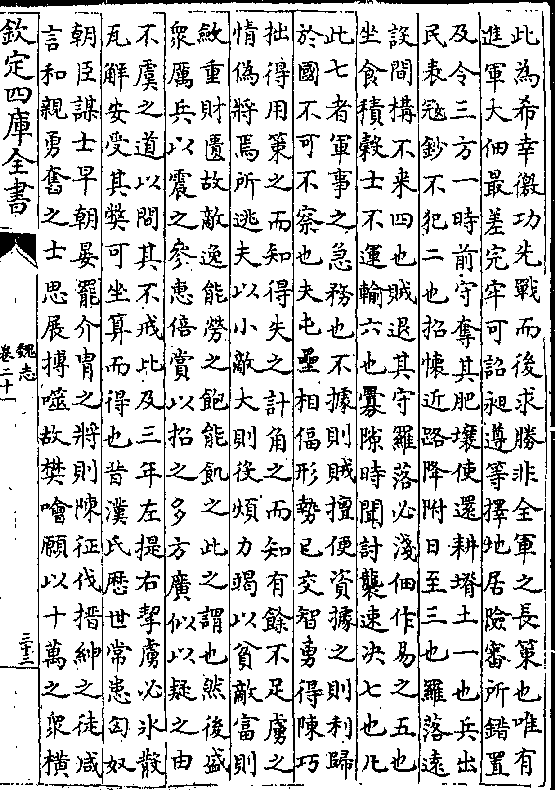 此為希幸徼功先戰而後求勝非全軍之長策也唯有
進軍大佃最差完牢可詔昶遵等擇地居險審所錯置
及令三方一時前守奪其肥壤使還耕塉土一也兵出
民表冦鈔不犯二也招懷近路降附日至三也羅落遠
設間構不来四也賊退其守羅落必淺佃作易之五也
坐食積糓士不運輸六也釁隙時聞討襲速决七也凡
此七者軍事之急務也不據則賊擅便資據之則利歸
於國不可不察也夫屯壘相偪形勢已交智勇得陳巧
拙得用策之而知得失之計角之而知有餘不足虜之
情偽將焉所逃夫以小敵大則役煩力竭以貧敵富則
斂重財匱故敵逸能勞之飽能飢之此之謂也然後盛
衆厲兵以震之參惠倍賞以招之多方廣似以疑之由
不虞之道以間其不戒比及三年左提右挈虜必氷散
瓦解安受其弊可坐算而得也昔漢氏歴世常患匈奴
朝臣謀士早朝晏罷介胄之將則陳征伐搢紳之徒咸
言和親勇奮之士思展搏噬故樊噲願以十萬之衆横
欽定四庫全書
魏志
卷二十一
三十三